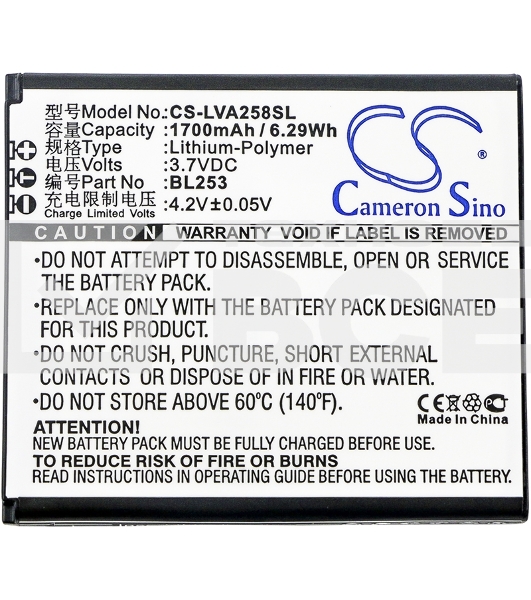 型号Model No.: CS-LVA258SL
容量Capacity: 1700mAh / 6.29Wh
规格Type: Lithium-Polymer
电压Volts: 3.7VDC
编号P/N: BL253
充电限制电压 4.2V±0.05V
Charge Limited Volts
CS
Cameron Sino
CAUTION WARRANTY VOID IF LABEL IS REMOVED
•DO NOT ATTEMPT TO DISASSEMBLE, OPEN OR SERVICE
THE BATTERY PACK
•REPLACE ONLY WITH THE BATTERY PACK DESIGNATED
FOR THIS PRODUCT.
•DO NOT CRUSH, PUNCTURE, SHORT EXTERNAL
CONTACTS, OR DISPOSE OF IN FIRE OR WATER.
•DO NOT STORE ABOVE 60°C (140°F).
CE
Made In China
ATTENTION!
NEW BATTERY PACK MUST BE CHARGED BEFORE USE.
TO REDUCE RISK OF FIRE OR BURNS
READ INSTRUCTIONS IN OPERATING GUIDE BEFORE USING BATTERY